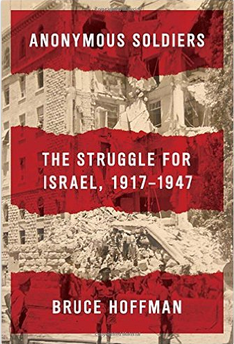 ANONYMOUS SOLDIERS
THE STRUGGLE FOR
ISRAEL, 1917–1947
BRUCE HOFFMAN